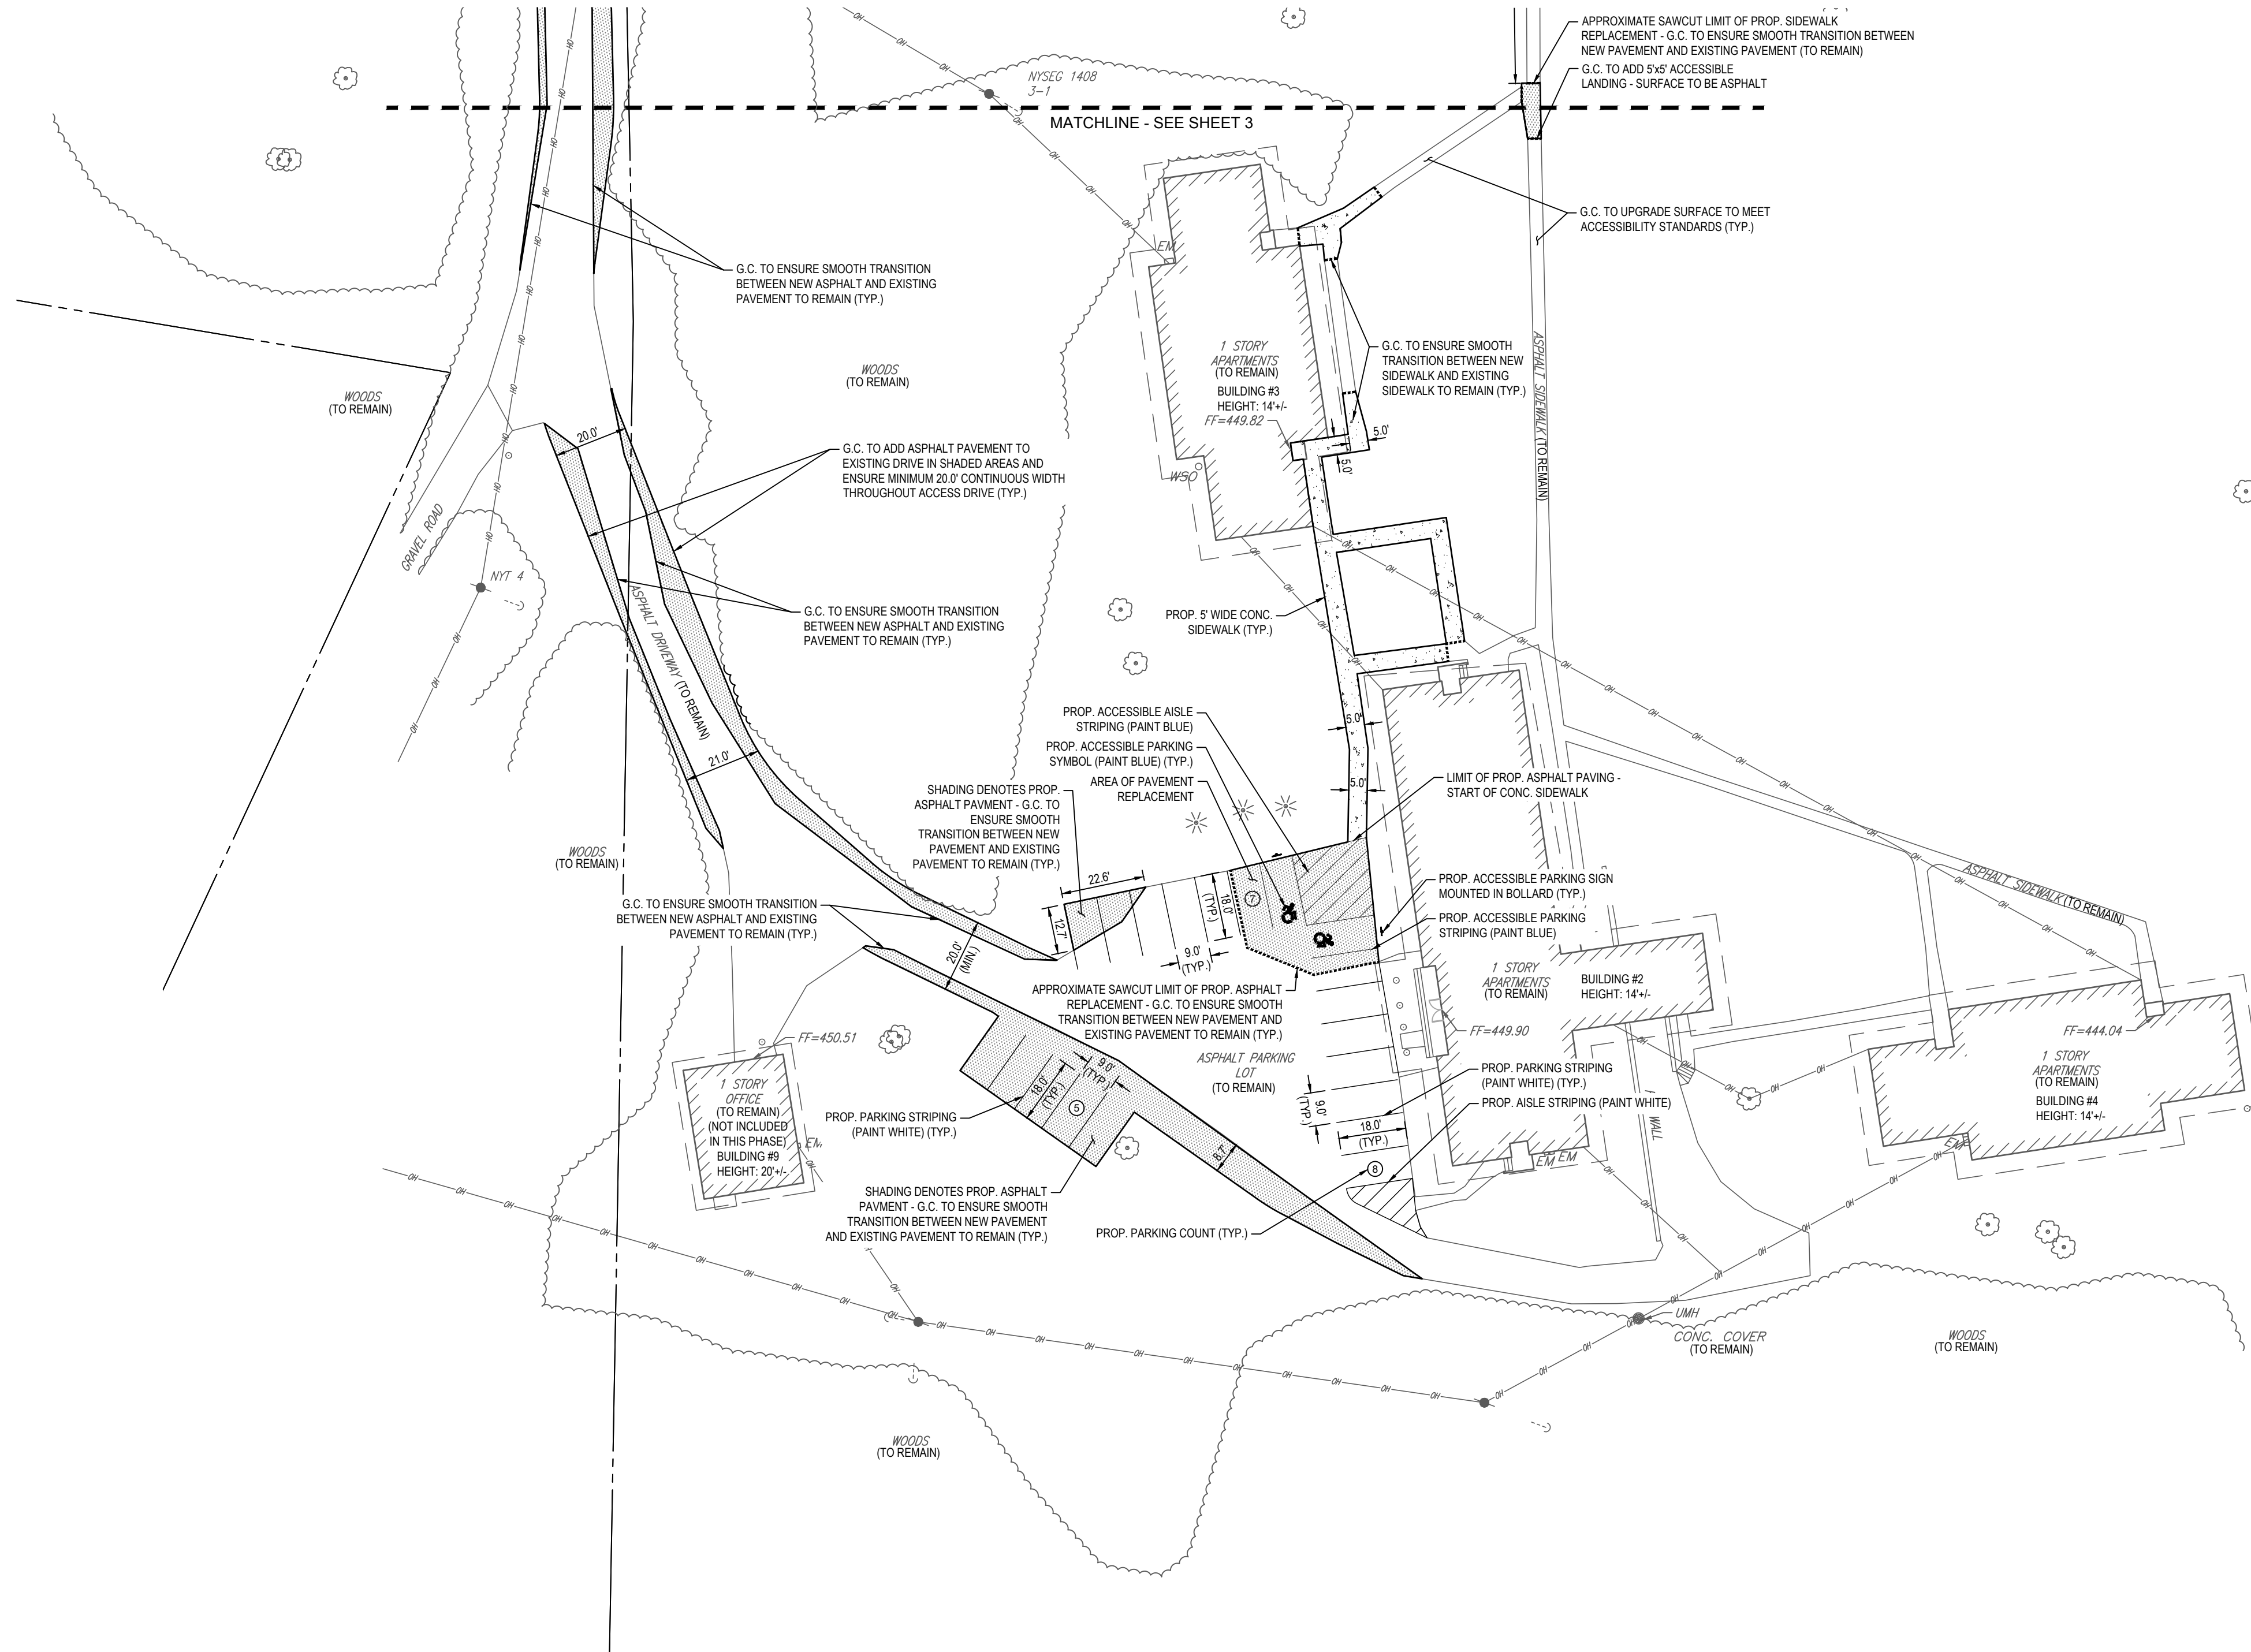 APPROXIMATE SAWCUT LIMIT OF PROP. SIDEWALK
REPLACEMENT - G.C. TO ENSURE SMOOTH TRANSITION BETWEEN
NEW PAVEMENT AND EXISTING PAVEMENT (TO REMAIN)
G.C. TO ADD 5'x5' ACCESSIBLE
LANDING - SURFACE TO BE ASPHALT
NYSEG 1408
3-1
MATCHLINE - SEE SHEET 3
G.C. TO UPGRADE SURFACE TO MEET
ACCESSIBILITY STANDARDS (TYP.)
EM
G.C. TO ENSURE SMOOTH TRANSITION
BETWEEN NEW ASPHALT AND EXISTING
PAVEMENT TO REMAIN (TYP.)
1 STORY
APARTMENTS
(TO REMAIN)
BUILDING #3
HEIGHT: 14'+/-
FF=449.82
G.C. TO ENSURE SMOOTH
TRANSITION BETWEEN NEW
SIDEWALK AND EXISTING
SIDEWALK TO REMAIN (TYP.)
ASPHALT SIDEWALK (TO REMAIN)
WOODS
(TO REMAIN)
WOODS
(TO REMAIN)
20.0'
5.0'
5.0'
G.C. TO ADD ASPHALT PAVEMENT TO
EXISTING DRIVE IN SHADED AREAS AND
ENSURE MINIMUM 20.0' CONTINUOUS WIDTH
THROUGHOUT ACCESS DRIVE (TYP.)
WSO
GRAVEL ROAD
NYT 4
ASPHALT DRIVEWAY (TO REMAIN)
G.C. TO ENSURE SMOOTH TRANSITION
BETWEEN NEW ASPHALT AND EXISTING
PAVEMENT TO REMAIN (TYP.)
PROP. 5' WIDE CONC.
SIDEWALK (TYP.)
PROP. ACCESSIBLE AISLE
STRIPING (PAINT BLUE)
5.0'
PROP. ACCESSIBLE PARKING
SYMBOL (PAINT BLUE) (TYP.)
21.0'
AREA OF PAVEMENT
REPLACEMENT
5.0'
LIMIT OF PROP. ASPHALT PAVING -
START OF CONC. SIDEWALK
SHADING DENOTES PROP.
ASPHALT PAVMENT - G.C. TO
ENSURE SMOOTH
TRANSITION BETWEEN NEW
PAVEMENT AND EXISTING
PAVEMENT TO REMAIN (TYP.)
WOODS
(TO REMAIN)
ASPHALT SIDEWALK (TO REMAIN)
22.6'
12.7'
18.0'
(TYP.)
7
9.0'
(TYP.)
PROP. ACCESSIBLE PARKING SIGN
MOUNTED IN BOLLARD (TYP.)
PROP. ACCESSIBLE PARKING
STRIPING (PAINT BLUE)
G.C. TO ENSURE SMOOTH TRANSITION
BETWEEN NEW ASPHALT AND EXISTING
PAVEMENT TO REMAIN (TYP.)
20.0'
(MIN.)
APPROXIMATE SAWCUT LIMIT OF PROP. ASPHALT
REPLACEMENT - G.C. TO ENSURE SMOOTH
TRANSITION BETWEEN NEW PAVEMENT AND
EXISTING PAVEMENT TO REMAIN (TYP.)
1 STORY
APARTMENTS
(TO REMAIN)
BUILDING #2
HEIGHT: 14'+/-
FF=449.90
FF=450.51
FF=444.04
1 STORY
APARTMENTS
(TO REMAIN)
BUILDING #4
HEIGHT: 14'+/-
ASPHALT PARKING
LOT
(TO REMAIN)
1 STORY
OFFICE
(TO REMAIN)
(NOT INCLUDED
IN THIS PHASE)
BUILDING #9
HEIGHT: 20'+/-
EM
9.0'
(TYP.)
18.0'
(TYP.)
5
PROP. PARKING STRIPING
(PAINT WHITE) (TYP.)
PROP. PARKING STRIPING
(PAINT WHITE) (TYP.)
PROP. AISLE STRIPING (PAINT WHITE)
9.0'
(TYP.)
18.0'
(TYP.)
8
8.7'
WALL
EM
EM
EM
SHADING DENOTES PROP. ASPHALT
PAVMENT - G.C. TO ENSURE SMOOTH
TRANSITION BETWEEN NEW PAVEMENT
AND EXISTING PAVEMENT TO REMAIN (TYP.)
PROP. PARKING COUNT (TYP.)
UMH
CONC. COVER
(TO REMAIN)
WOODS
(TO REMAIN)
WOODS
(TO REMAIN)